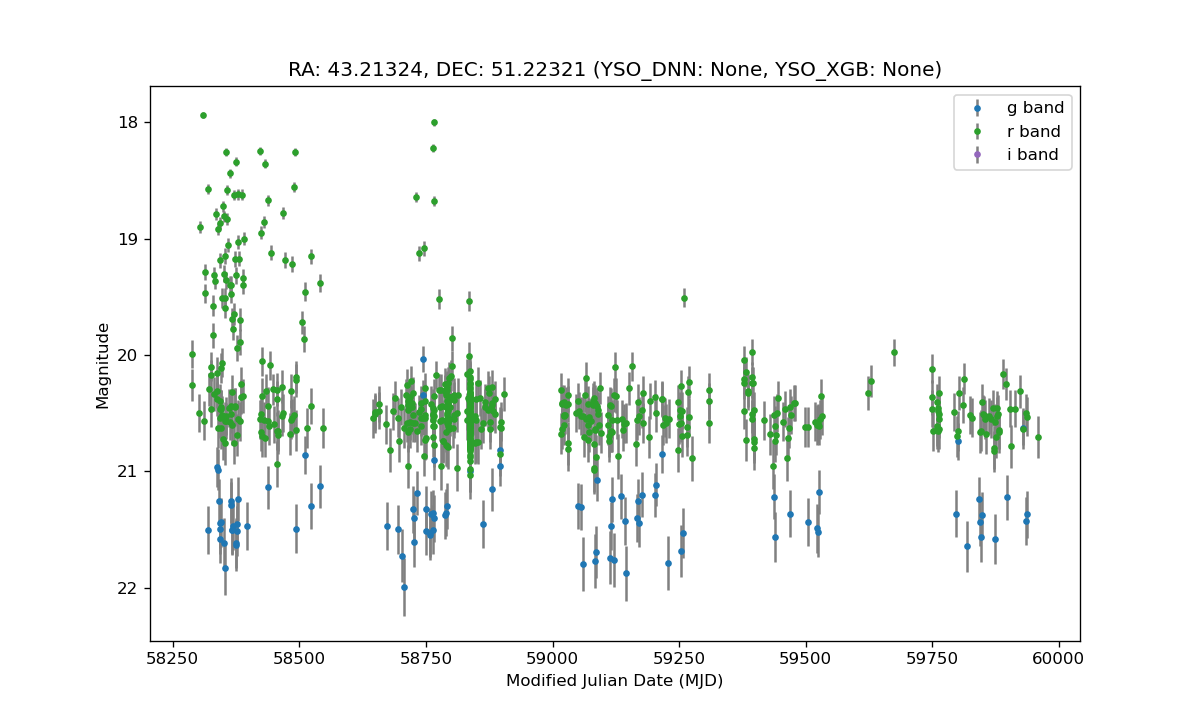 RA: 43.21324, DEC: 51.22321 (YSO_DNN: None, YSO_XGB: None)
g band
r band
i band
18
19
20
21
22
Magnitude
58250 58500 58750 59000 59250 59500 59750 60000
Modified Julian Date (MJD)